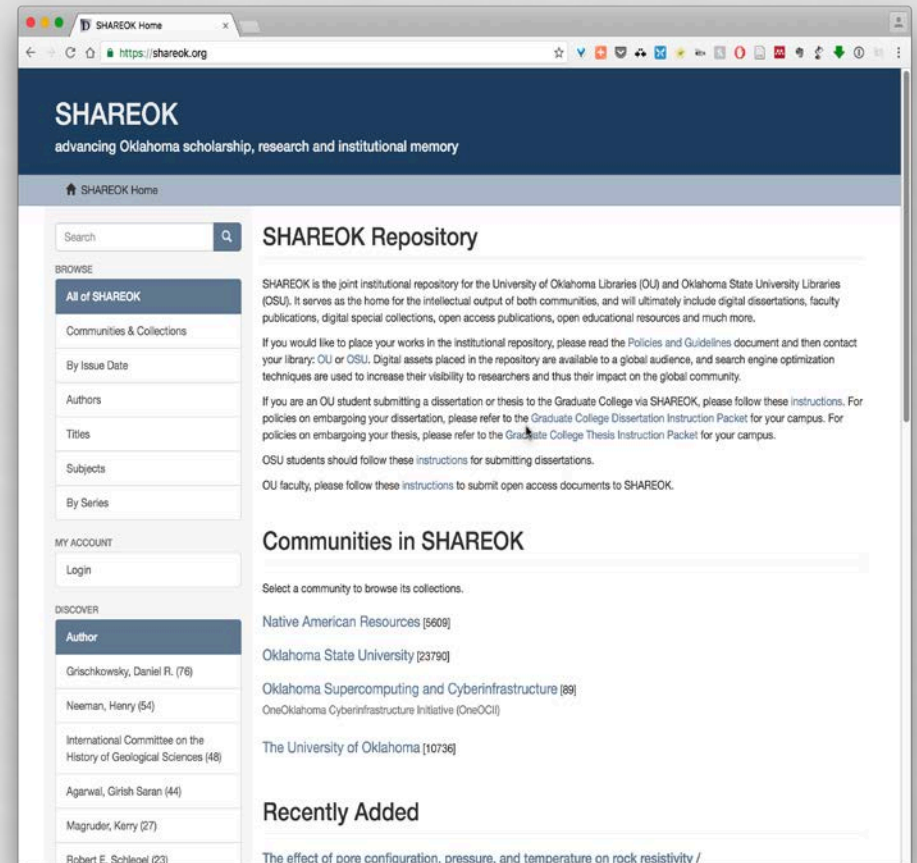 SHAREOK Home
https://shareok.org
SHAREOK
advancing Oklahoma scholarship, research and institutional memory
SHAREOK Home
Search
BROWSE
All of SHAREOK
Communities & Collections
By Issue Date
Authors
Titles
Subjects
By Series
MY ACCOUNT
Login
DISCOVER
Author
Grischkowsky, Daniel R. (76)
Neeman, Henry (54)
International Committee on the
History of Geological Sciences (48)
Agarwal, Girish Saran (44)
Magruder, Kerry (27)
Robert E. Schlegel (23)
SHAREOK Repository
SHAREOK is the joint institutional repository for the University of Oklahoma Libraries (OU) and Oklahoma State University Libraries
(OSU). It serves as the home for the intellectual output of both communities, and will ultimately include digital dissertations, faculty
publications, digital special collections, open access publications, open educational resources and much more.
If you would like to place your works in the institutional repository, please read the Policies and Guidelines document and then contact
your library: OU or OSU. Digital assets placed in the repository are available to a global audience, and search engine optimization
techniques are used to increase their visibility to researchers and thus their impact on the global community.
If you are an OU student submitting a dissertation or thesis to the Graduate College via SHAREOK, please follow these instructions. For
policies on embargoing your dissertation, please refer to the Graduate College Dissertation Instruction Packet for your campus. For
policies on embargoing your thesis, please refer to the Graduate College Thesis Instruction Packet for your campus.
OSU students should follow these instructions for submitting dissertations.
OU faculty, please follow these instructions to submit open access documents to SHAREOK.
Communities in SHAREOK
Select a community to browse its collections.
Native American Resources [5609]
Oklahoma State University [23790]
Oklahoma Supercomputing and Cyberinfrastructure [89]
OneOklahoma Cyberinfrastructure Initiative (OneOCII)
The University of Oklahoma [10736]
Recently Added
The effect of pore configuration, pressure, and temperature on rock resistivity /